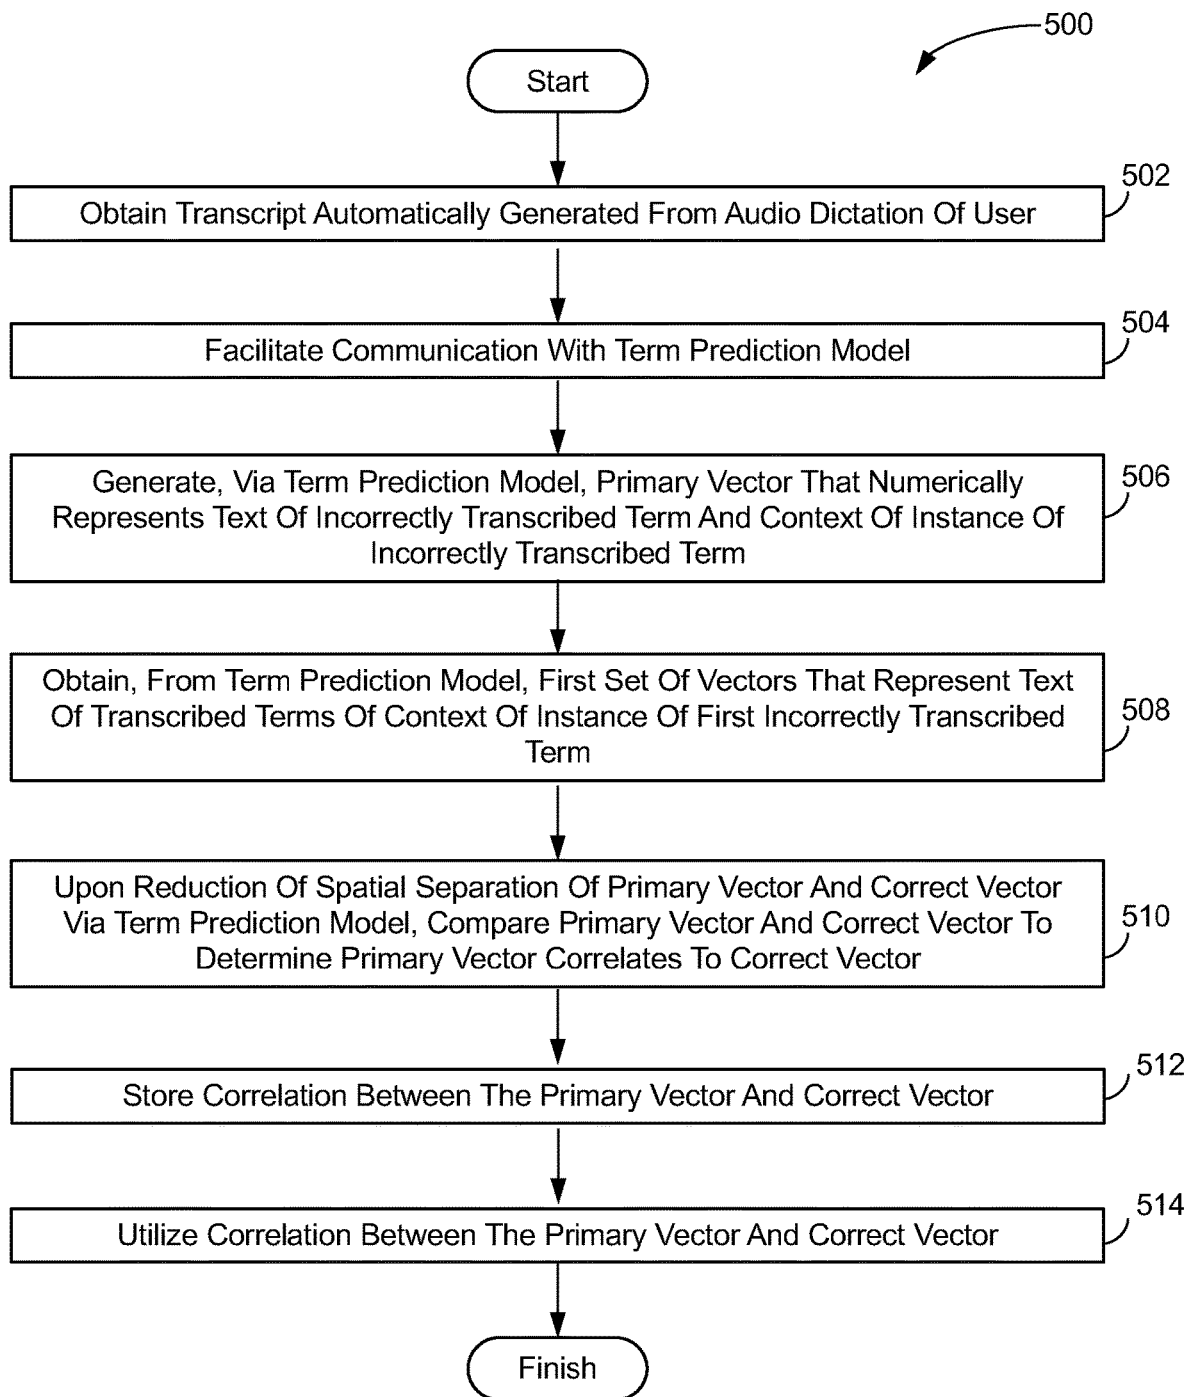 500
Start
502
Obtain Transcript Automatically Generated From Audio Dictation Of User
504
Facilitate Communication With Term Prediction Model
Generate, Via Term Prediction Model, Primary Vector That Numerically
506
Represents Text Of Incorrectly Transcribed Term And Context Of Instance Of
Incorrectly Transcribed Term
Obtain, From Term Prediction Model, First Set Of Vectors That Represent Text
Of Transcribed Terms Of Context Of Instance Of First Incorrectly Transcribed
508
Term
Upon Reduction Of Spatial Separation Of Primary Vector And Correct Vector
Via Term Prediction Model, Compare Primary Vector And Correct Vector To
510
Determine Primary Vector Correlates To Correct Vector
512
Store Correlation Between The Primary Vector And Correct Vector
514
Utilize Correlation Between The Primary Vector And Correct Vector
Finish